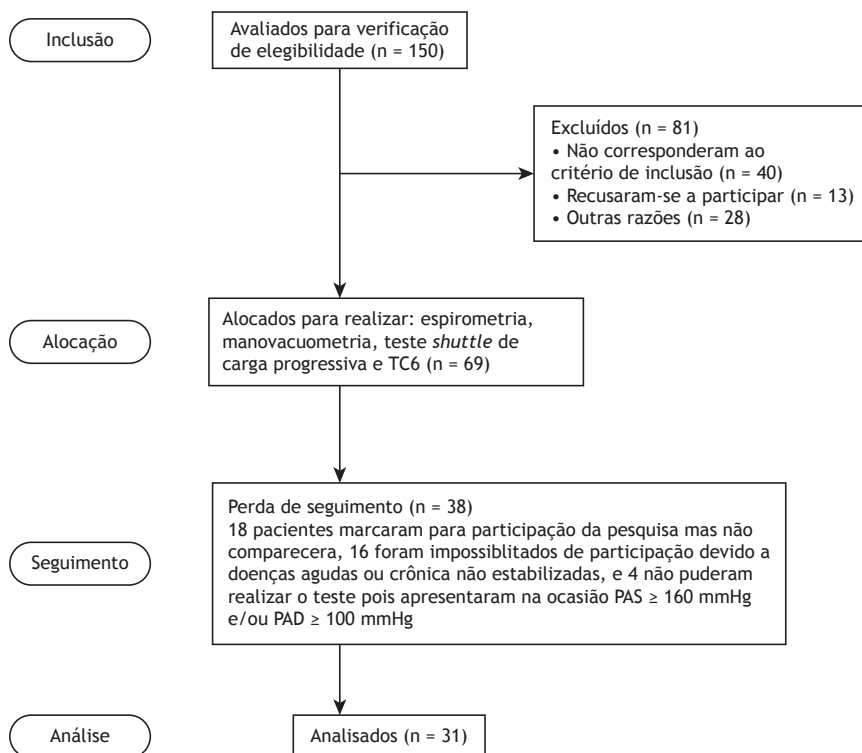 Inclusão
Avaliados para verificação
de elegibilidade (n = 150)
Excluídos (n = 81)
• Não corresponderam ao
critério de inclusão (n = 40)
• Recusaram-se a participar (n = 13)
• Outras razões (n = 28)
Alocação
Alocados para realizar: espirometria,
manovacuometria, teste shuttle de
carga progressiva e TC6 (n = 69)
Seguimento
Perda de seguimento (n = 38)
18 pacientes marcaram para participação da pesquisa mas não
comparecera, 16 foram impossiblitados de participação devido a
doenças agudas ou crônica não estabilizadas, e 4 não puderam
realizar o teste pois apresentaram na ocasião PAS ≥ 160 mmHg
e/ou PAD ≥ 100 mmHg
Análise
Analisados (n = 31)